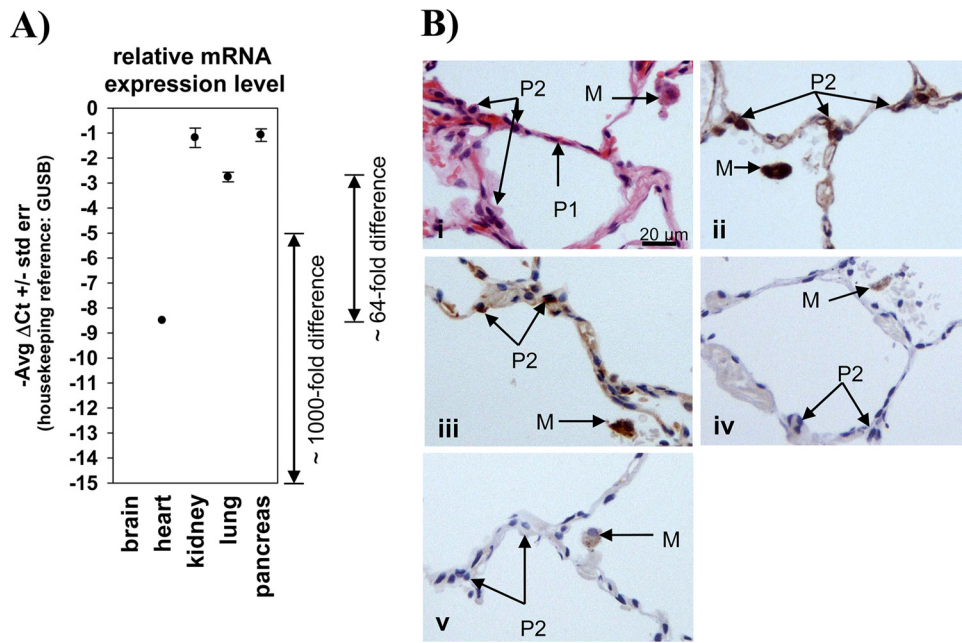 A)
B)
relative mRNA
expression level
-Avg ΔCt +/- std err
(housekeeping reference: GUSB)
0
-1
-2
-3
-4
-5
-6
-7
-8
-9
-10
-11
-12
-13
-14
-15
brain
heart
kidney
lung
pancreas
~ 1000-fold difference
~ 64-fold difference
P2
M
P1
i
20 µm
P2
M
ii
P2
M
iii
M
P2
iv
M
P2
v